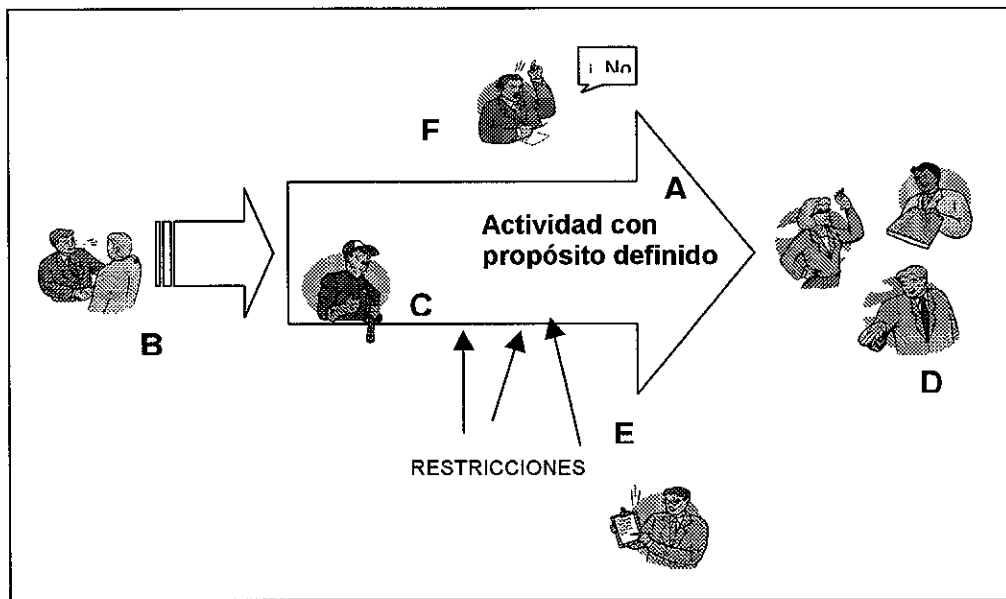 ¡ No
F
A
Actividad con
propósito definido
C
B
D
E
RESTRICCIONES